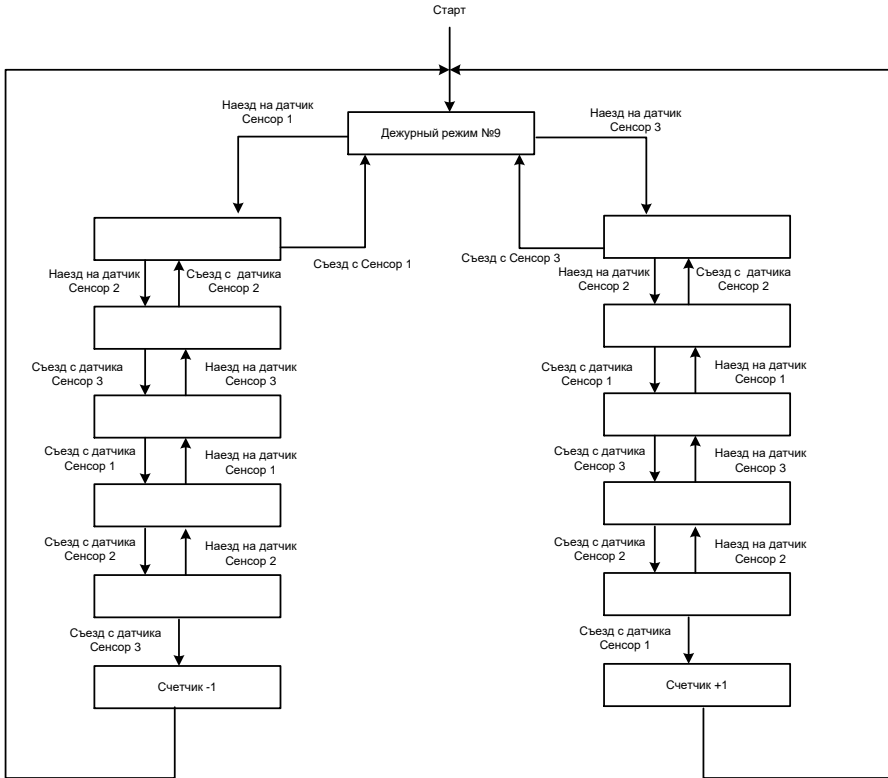 Старт
Наезд на датчик
Сенсор 1
Дежурный режим №9
Наезд на датчик
Сенсор 3
Съезд с Сенсор 1
Съезд с Сенсор 3
Наезд на датчик
Сенсор 2
Съезд с датчика
Сенсор 2
Наезд на датчик
Сенсор 2
Съезд с датчика
Сенсор 2
Съезд с датчика
Сенсор 3
Наезд на датчик
Сенсор 3
Съезд с датчика
Сенсор 1
Наезд на датчик
Сенсор 1
Съезд с датчика
Сенсор 1
Наезд на датчик
Сенсор 1
Съезд с датчика
Сенсор 3
Наезд на датчик
Сенсор 3
Съезд с датчика
Сенсор 2
Наезд на датчик
Сенсор 2
Съезд с датчика
Сенсор 2
Наезд на датчик
Сенсор 2
Съезд с датчика
Сенсор 3
Съезд с датчика
Сенсор 1
Счетчик -1
Счетчик +1